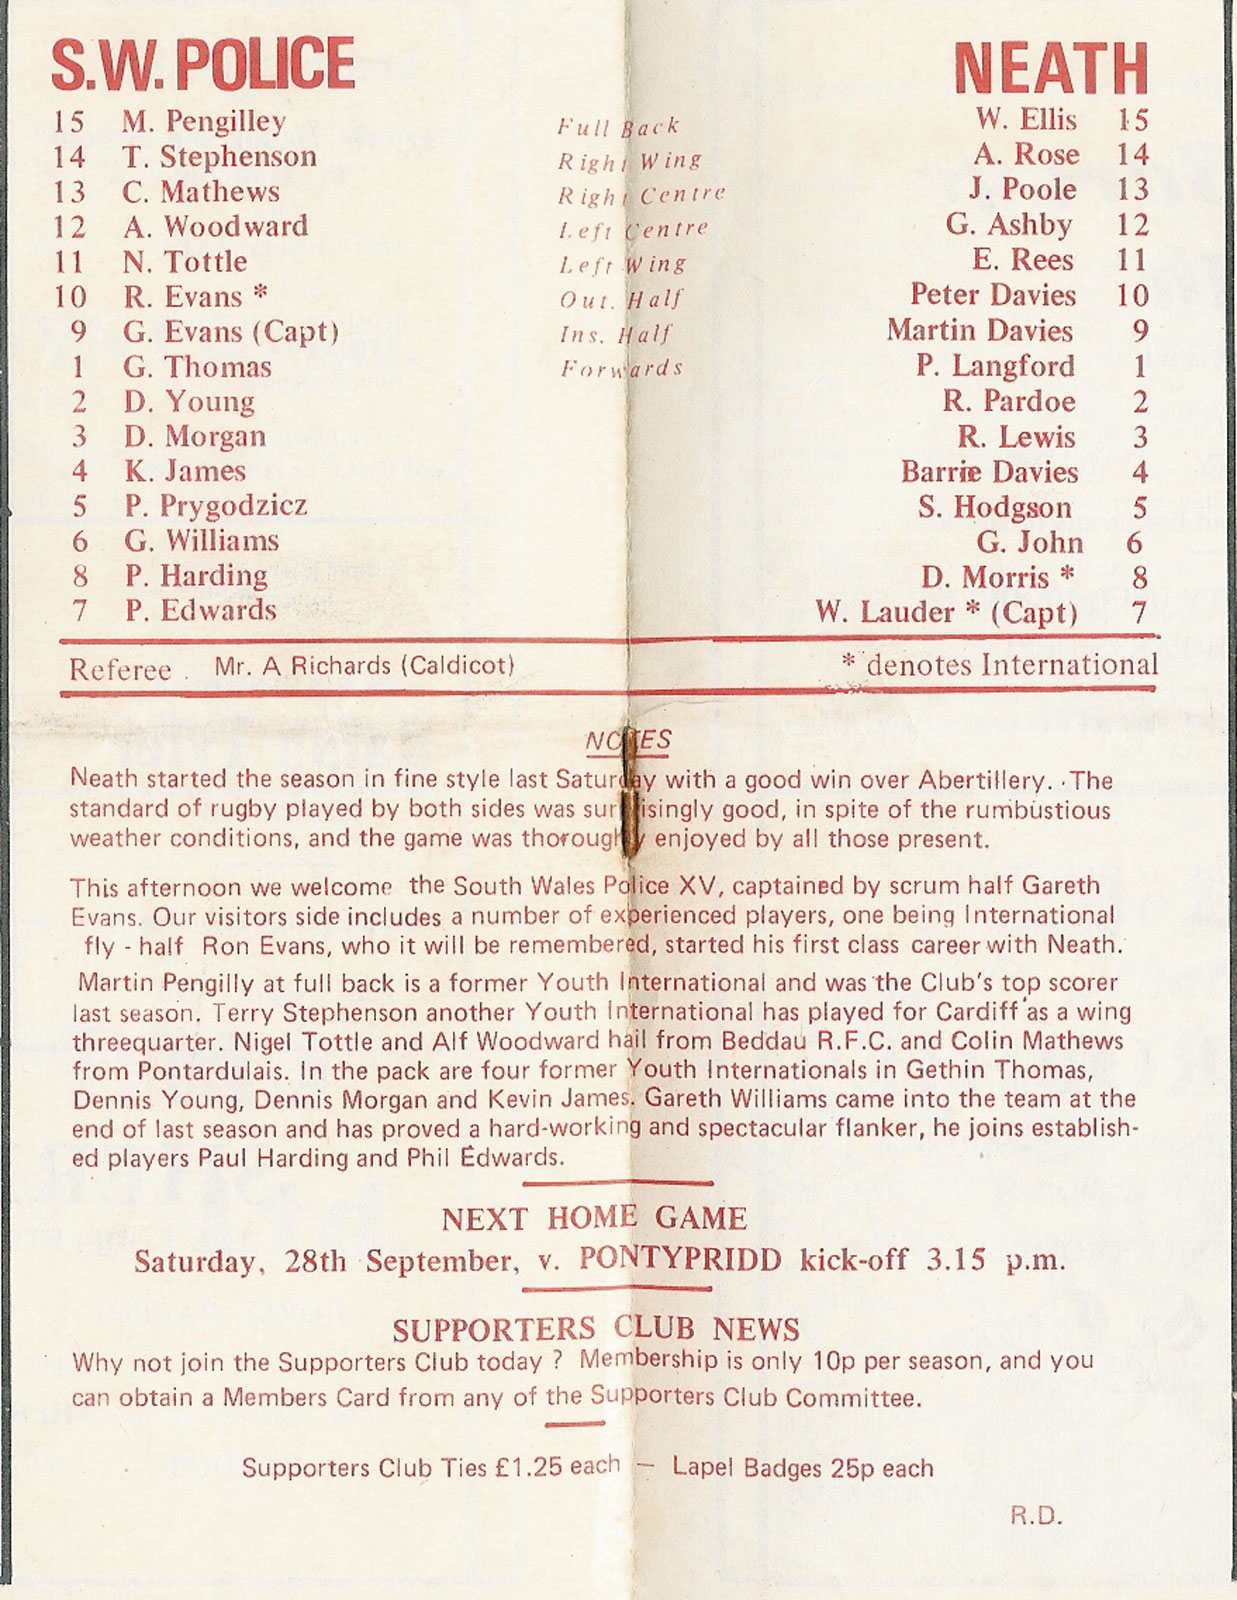 S.W. POLICE NEATH
15 M. Pengilley Full Back W. Ellis 15
14 T. Stephenson Right Wing A. Rose 14
13 C. Mathews Right Centre J. Poole 13
12 A. Woodward Left Centre G. Ashby 12
11 N. Tottle Left Wing E. Rees 11
10 R. Evans * Out. Half Peter Davies 10
9 G. Evans (Capt) Ins. Half Martin Davies 9
1 G. Thomas Forwards P. Langford 1
2 D. Young R. Pardoe 2
3 D. Morgan R. Lewis 3
4 K. James Barrie Davies 4
5 P. Prygodzicz S. Hodgson 5
6 G. Williams G. John 6
8 P. Harding D. Morris * 8
7 P. Edwards W. Lauder * (Capt) 7
Referee . Mr. A Richards (Caldicot) * denotes International
NOTES
Neath started the season in fine style last Saturday with a good win over Abertillery. The
standard of rugby played by both sides was surprisingly good, in spite of the rumbustious
weather conditions, and the game was thoroughly enjoyed by all those present.
This afternoon we welcome the South Wales Police XV, captained by scrum half Gareth
Evans. Our visitors side includes a number of experienced players, one being International
fly - half Ron Evans, who it will be remembered, started his first class career with Neath.
Martin Pengilly at full back is a former Youth International and was the Club's top scorer
last season. Terry Stephenson another Youth International has played for Cardiff as a wing
threequarter. Nigel Tottle and Alf Woodward hail from Beddau R.F.C. and Colin Mathews
from Pontardulais. In the pack are four former Youth Internationals in Gethin Thomas,
Dennis Young, Dennis Morgan and Kevin James. Gareth Williams came into the team at the
end of last season and has proved a hard-working and spectacular flanker, he joins establish-
ed players Paul Harding and Phil Edwards.
NEXT HOME GAME
Saturday, 28th September, v. PONTYPRIDD kick-off 3.15 p.m.
SUPPORTERS CLUB NEWS
Why not join the Supporters Club today ? Membership is only 10p per season, and you
can obtain a Members Card from any of the Supporters Club Committee.
Supporters Club Ties £1.25 each — Lapel Badges 25p each
R.D.